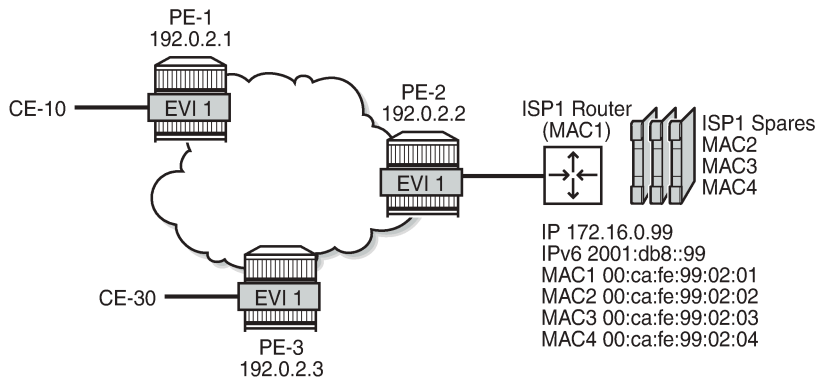 PE-1
192.0.2.1
CE-10
EVI 1
PE-2
192.0.2.2
EVI 1
ISP1 Router
(MAC1)
ISP1 Spares
MAC2
MAC3
MAC4
IP 172.16.0.99
IPv6 2001:db8::99
MAC1 00:ca:fe:99:02:01
MAC2 00:ca:fe:99:02:02
MAC3 00:ca:fe:99:02:03
MAC4 00:ca:fe:99:02:04
CE-30
EVI 1
PE-3
192.0.2.3